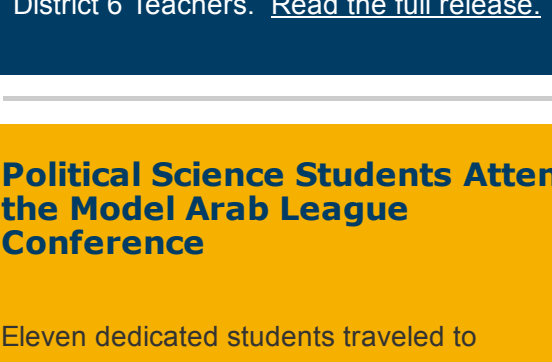 District 6 Teachers. Read the full release.
Political Science Students Atten
the Model Arab League
Conference
Eleven dedicated students traveled to